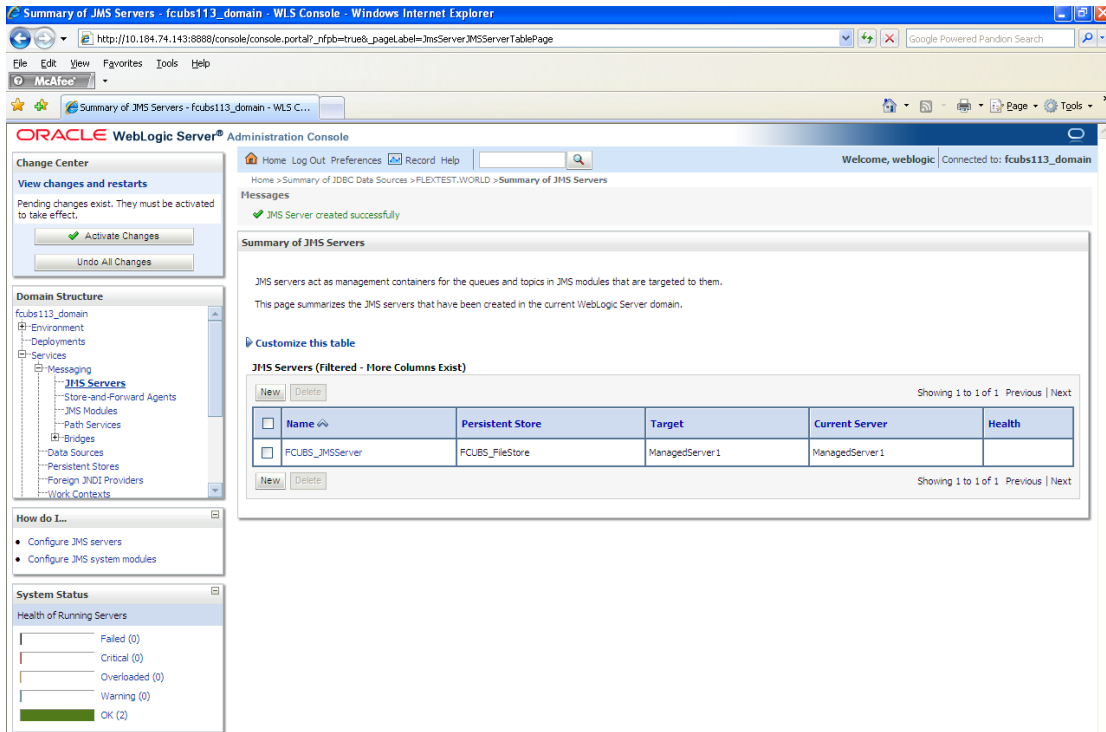 Summary of JMS Servers - fcubs113_domain - WLS Console - Windows Internet Explorer
http://10.184.74.143:8888/console/console.portal?_nfpb=true&_pageLabel=JmsServerJMSServerTablePage
Google Powered Pandion Search
File Edit View Favorites Tools Help
McAfee
Summary of JMS Servers - fcubs113_domain - WLS C...
Page Tools
ORACLE WebLogic Server® Administration Console
Change Center
View changes and restarts
Pending changes exist. They must be activated
to take effect.
Activate Changes
Undo All Changes
Domain Structure
fcubs113_domain
Environment
Deployments
Services
Messaging
JMS Servers
Store-and-Forward Agents
JMS Modules
Path Services
Bridges
Data Sources
Persistent Stores
Foreign JNDI Providers
Work Contexts
How do I...
Configure JMS servers
Configure JMS system modules
System Status
Health of Running Servers
Failed (0)
Critical (0)
Overloaded (0)
Warning (0)
OK (2)
Home Log Out Preferences Record Help
Welcome, weblogic Connected to: fcubs113_domain
Home >Summary of JDBC Data Sources >FLEXTEST.WORLD >Summary of JMS Servers
Messages
JMS Server created successfully
Summary of JMS Servers
JMS servers act as management containers for the queues and topics in JMS modules that are targeted to them.
This page summarizes the JMS servers that have been created in the current WebLogic Server domain.
Customize this table
JMS Servers (Filtered - More Columns Exist)
New Delete Showing 1 to 1 of 1 Previous | Next
Name Persistent Store Target Current Server Health
FCUBS_JMSServer FCUBS_FileStore ManagedServer1 ManagedServer1
New Delete Showing 1 to 1 of 1 Previous | Next